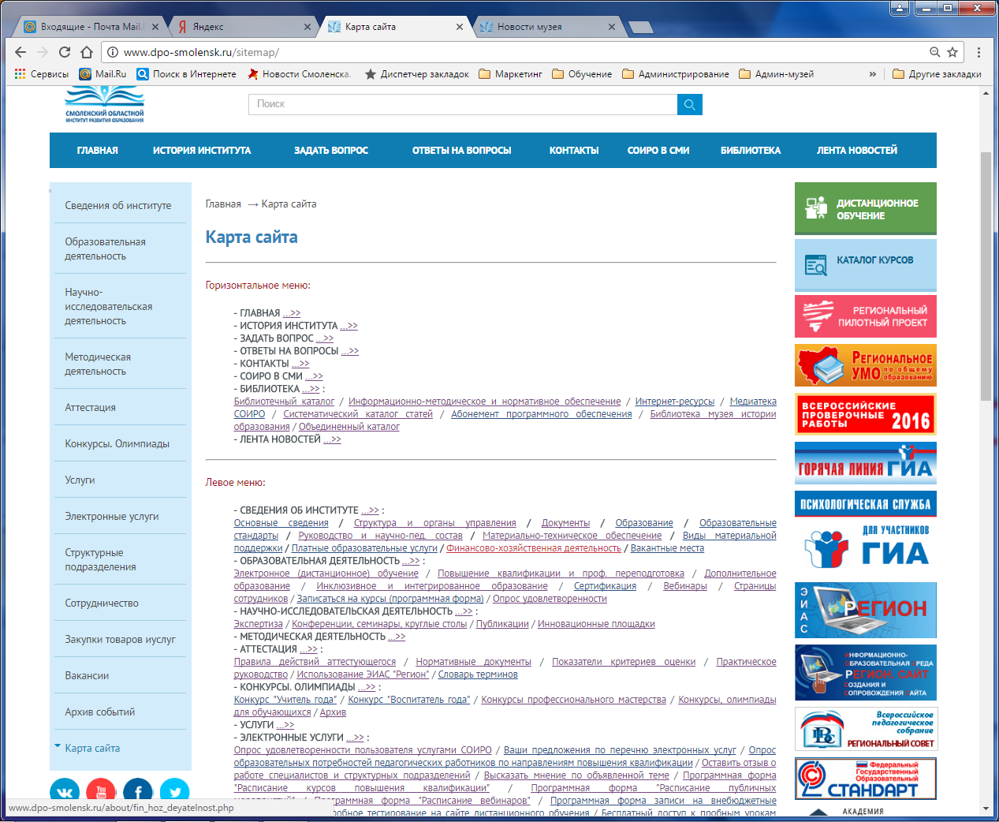 Входящие - Почта Mail.R
Яндекс
Карта сайта
Новости музея
www.dpo-smolensk.ru/sitemap/
Сервисы
Mail.Ru
Поиск в Интернете
Новости Смоленска.
Диспетчер закладок
Маркетинг
Обучение
Администрирование
Админ-музей
»
Другие закладки
СМОЛЕНСКИЙ ОБЛАСТНОЙ
ИНСТИТУТ РАЗВИТИЯ ОБРАЗОВАНИЯ
Поиск
ГЛАВНАЯ
ИСТОРИЯ ИНСТИТУТА
ЗАДАТЬ ВОПРОС
ОТВЕТЫ НА ВОПРОСЫ
КОНТАКТЫ
СОИРО В СМИ
БИБЛИОТЕКА
ЛЕНТА НОВОСТЕЙ
Сведения об институте
Образовательная
деятельность
Научно-
исследовательская
деятельность
Методическая
деятельность
Аттестация
Конкурсы. Олимпиады
Услуги
Электронные услуги
Структурные
подразделения
Сотрудничество
Закупки товаров иуслуг
Вакансии
Архив событий
Карта сайта
You
Главная → Карта сайта
Карта сайта
Горизонтальное меню:
- ГЛАВНАЯ ...>>
- ИСТОРИЯ ИНСТИТУТА ...>>
- ЗАДАТЬ ВОПРОС ...>>
- ОТВЕТЫ НА ВОПРОСЫ ...>>
- КОНТАКТЫ ...>>
- СОИРО В СМИ ...>>
- БИБЛИОТЕКА ...>> :
Библиотечный каталог / Информационно-методическое и нормативное обеспечение / Интернет-ресурсы / Медиатека
СОИРО / Систематический каталог статей / Абонемент программного обеспечения / Библиотека музея истории
образования / Объединенный каталог
- ЛЕНТА НОВОСТЕЙ ...>>
Левое меню:
- СВЕДЕНИЯ ОБ ИНСТИТУТЕ ...>> :
Основные сведения / Структура и органы управления / Документы / Образование / Образовательные
стандарты / Руководство и научно-пед. состав / Материально-техническое обеспечение / Виды материальной
поддержки / Платные образовательные услуги / Финансово-хозяйственная деятельность / Вакантные места
- ОБРАЗОВАТЕЛЬНАЯ ДЕЯТЕЛЬНОСТЬ ...>> :
Электронное (дистанционное) обучение / Повышение квалификации и проф. переподготовка / Дополнительное
образование / Инклюзивное и интегрированное образование / Сертификация / Вебинары / Страницы
сотрудников / Записаться на курсы (программная форма) / Опрос удовлетворенности
- НАУЧНО-ИССЛЕДОВАТЕЛЬСКАЯ ДЕЯТЕЛЬНОСТЬ ...>> :
Экспертиза / Конференции, семинары, круглые столы / Публикации / Инновационные площадки
- МЕТОДИЧЕСКАЯ ДЕЯТЕЛЬНОСТЬ ...>>
- АТТЕСТАЦИЯ ...>> :
Правила действий аттестующегося / Нормативные документы / Показатели критериев оценки / Практическое
руководство / Использование ЭИАС "Регион" / Словарь терминов
- КОНКУРСЫ. ОЛИМПИАДЫ ...>> :
Конкурс "Учитель года" / Конкурс "Воспитатель года" / Конкурсы профессионального мастерства / Конкурсы, олимпиады
для обучающихся / Архив
- УСЛУГИ ...>>
- ЭЛЕКТРОННЫЕ УСЛУГИ ...>> :
Опрос удовлетворенности пользователя услугами СОИРО / Ваши предложения по перечню электронных услуг / Опрос
образовательных потребностей педагогических работников по направлениям повышения квалификации / Оставить отзыв о
работе специалистов и структурных подразделений / Высказать мнение по объявленной теме / Программная форма
"Расписание курсов повышения квалификации" / Программная форма "Расписание публичных
мероприятий" / Программная форма "Расписание вебинаров" / Программная форма записи на внебюджетные
робное тестирование на сайте дистанционного обучения / Бесплатный доступ к пробным урокам
ДИСТАНЦИОННОЕ
ОБУЧЕНИЕ
КАТАЛОГ КУРСОВ
РЕГИОНАЛЬНЫЙ
ПИЛОТНЫЙ ПРОЕКТ
РЕГИОНАЛЬНОЕ
УМО по общему
образованию
ВСЕРОССИЙСКИЕ
ПРОВЕРОЧНЫЕ
РАБОТЫ 2016
ГОРЯЧАЯ ЛИНИЯ ГИА
ПСИХОЛОГИЧЕСКАЯ СЛУЖБА
ДЛЯ УЧАСТНИКОВ
ГИА
ЭИАС
РЕГИОН
ИНФОРМАЦИОННО-
ОБРАЗОВАТЕЛЬНАЯ СРЕДА
РЕГИОН. САЙТ
СОЗДАНИЯ И
СОПРОВОЖДЕНИЯ САЙТА
Всероссийское
педагогическое
собрание
РЕГИОНАЛЬНЫЙ СОВЕТ
Федеральный
Государственный
Образовательный
СТАНДАРТ
АКАДЕМИЯ
www.dpo-smolensk.ru/about/fin_hoz_deyatelnost.php